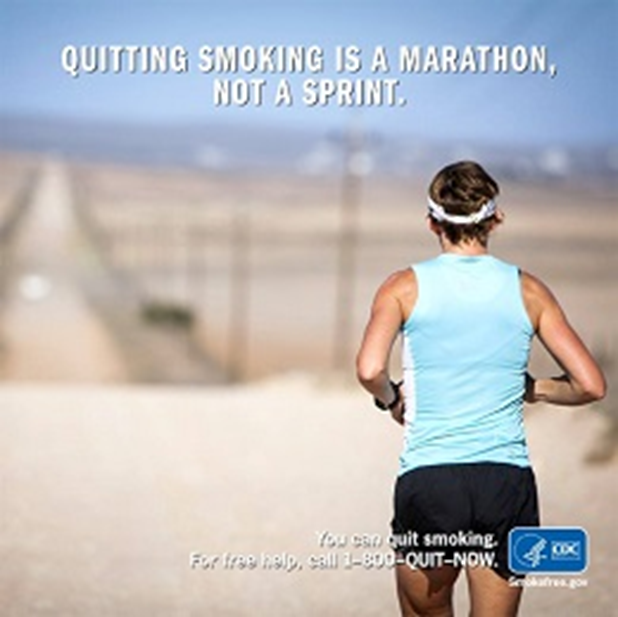 QUITTING SMOKING IS A MARATHON,
NOT A SPRINT.
You can quit smoking.
For free help, call 1-800-QUIT-NOW.
CDC
Smokefree.gov